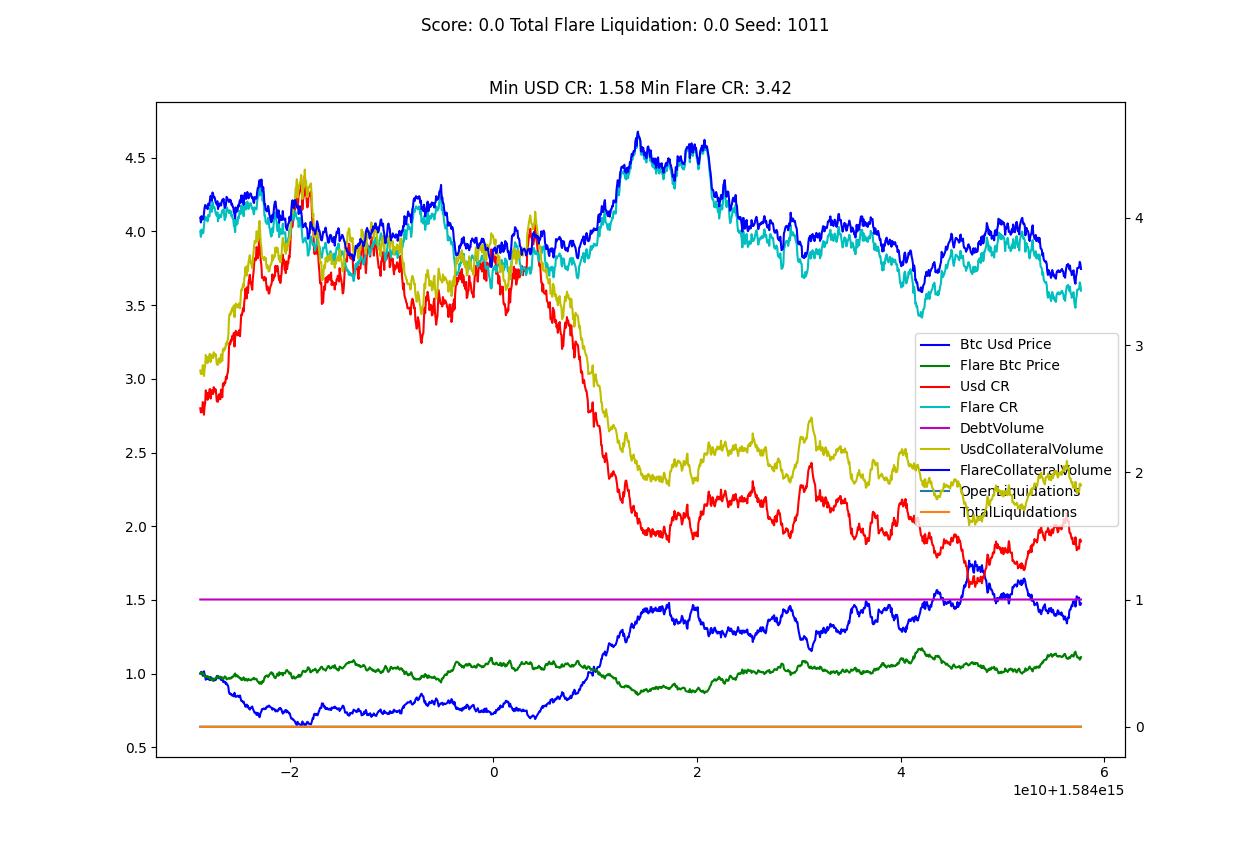 Score: 0.0 Total Flare Liquidation: 0.0 Seed: 1011
Min USD CR: 1.58 Min Flare CR: 3.42
4.5
4.0
3.5
3.0
2.5
2.0
1.5
1.0
0.5
4
3
2
1
0
Btc Usd Price
Flare Btc Price
Usd CR
Flare CR
DebtVolume
UsdCollateralVolume
FlareCollateralVolume
OpenLiquidations
TotalLiquidations
−2 0 2 4 6
1e10+1.584e15